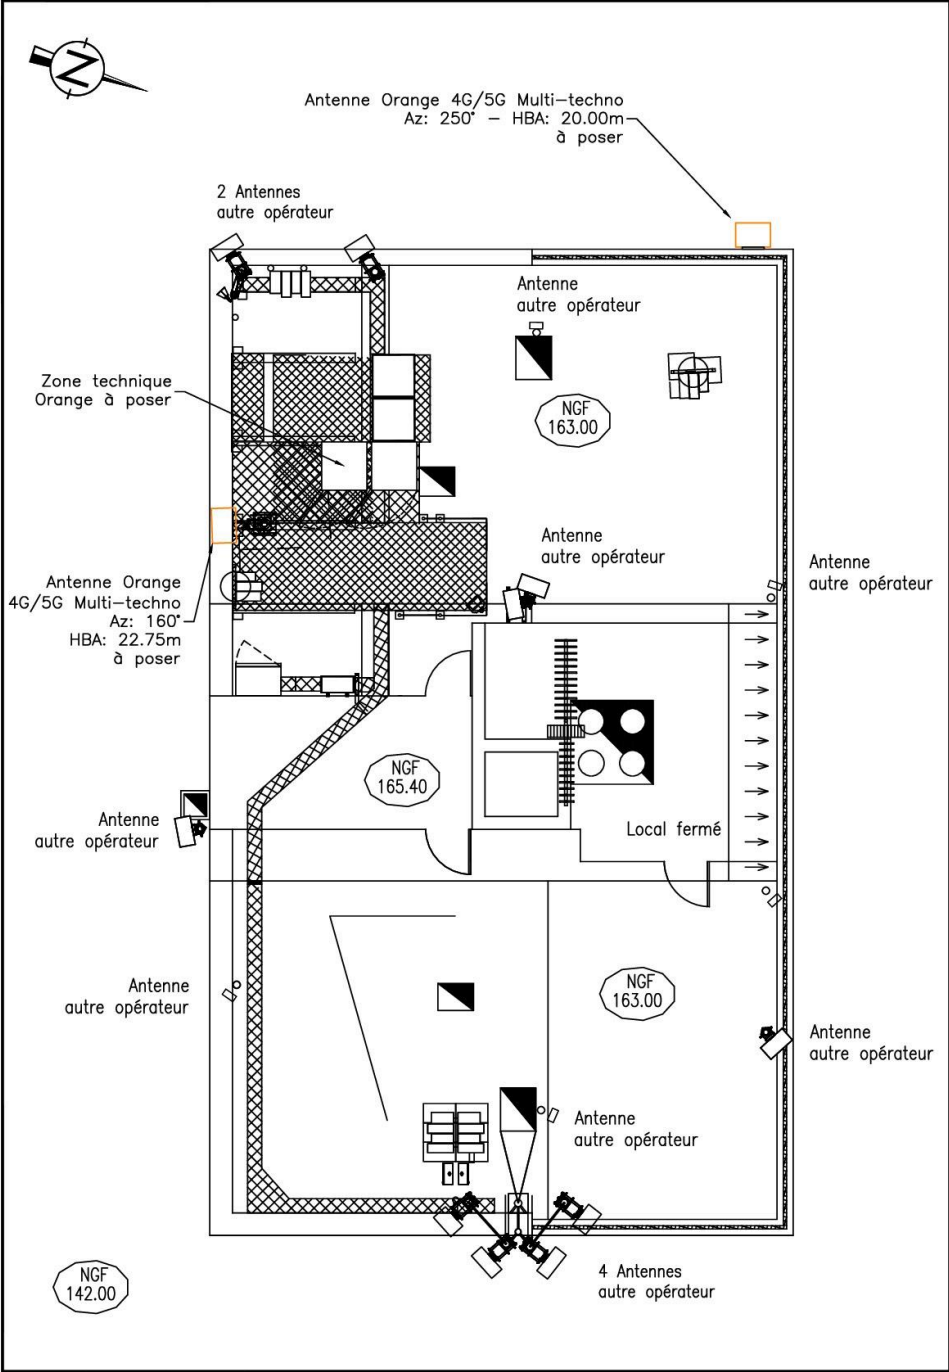 N
Antenne Orange 4G/5G Multi-techno
Az: 250° - HBA: 20.00m
à poser
2 Antennes
autre opérateur
Antenne
autre opérateur
Zone technique
Orange à poser
NGF
163.00
Antenne
autre opérateur
Antenne
autre opérateur
Antenne Orange
4G/5G Multi-techno
Az: 160°
HBA: 22.75m
à poser
NGF
165.40
Antenne
autre opérateur
Local fermé
Antenne
autre opérateur
NGF
163.00
Antenne
autre opérateur
Antenne
autre opérateur
4 Antennes
autre opérateur
NGF
142.00